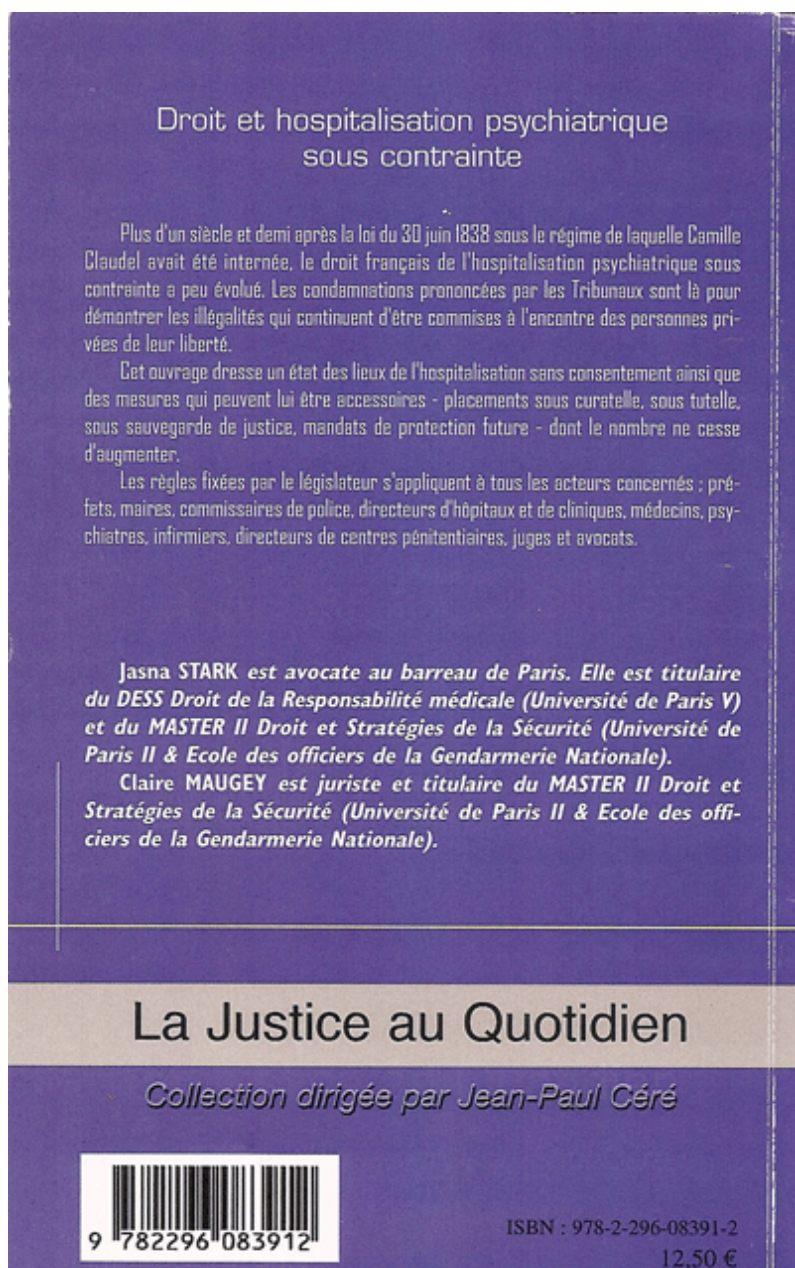 Droit et hospitalisation psychiatrique
sous contrainte
Plus d'un siècle et demi après la loi du 30 juin 1838 sous le régime de laquelle Camille
Claudel avait été internée, le droit français de l'hospitalisation psychiatrique sous
contrainte a peu évolué. Les condamnations prononcées par les Tribunaux sont là pour
démontrer les illégalités qui continuent d'être commises à l'encontre des personnes pri-
vées de leur liberté.
Cet ouvrage dresse un état des lieux de l'hospitalisation sans consentement ainsi que
des mesures qui peuvent lui être accessoires - placements sous curatelle, sous tutelle,
sous sauvegarde de justice, mandats de protection future - dont le nombre ne cesse
d'augmenter.
Les règles fixées par le législateur s'appliquent à tous les acteurs concernés : pré-
fets, maires, commissaires de police, directeurs d'hôpitaux et de cliniques, médecins, psy-
chiatres, infirmiers, directeurs de centres pénitentiaires, juges et avocats.
Jasna STARK est avocate au barreau de Paris. Elle est titulaire
du DESS Droit de la Responsabilité médicale (Université de Paris V)
et du MASTER II Droit et Stratégies de la Sécurité (Université de
Paris II & Ecole des officiers de la Gendarmerie Nationale).
Claire MAUGEY est juriste et titulaire du MASTER II Droit et
Stratégies de la Sécurité (Université de Paris II & Ecole des offi-
ciers de la Gendarmerie Nationale).
La Justice au Quotidien
Collection dirigée par Jean-Paul Céré
9 782296 083912
ISBN : 978-2-296-08391-2
12,50 €